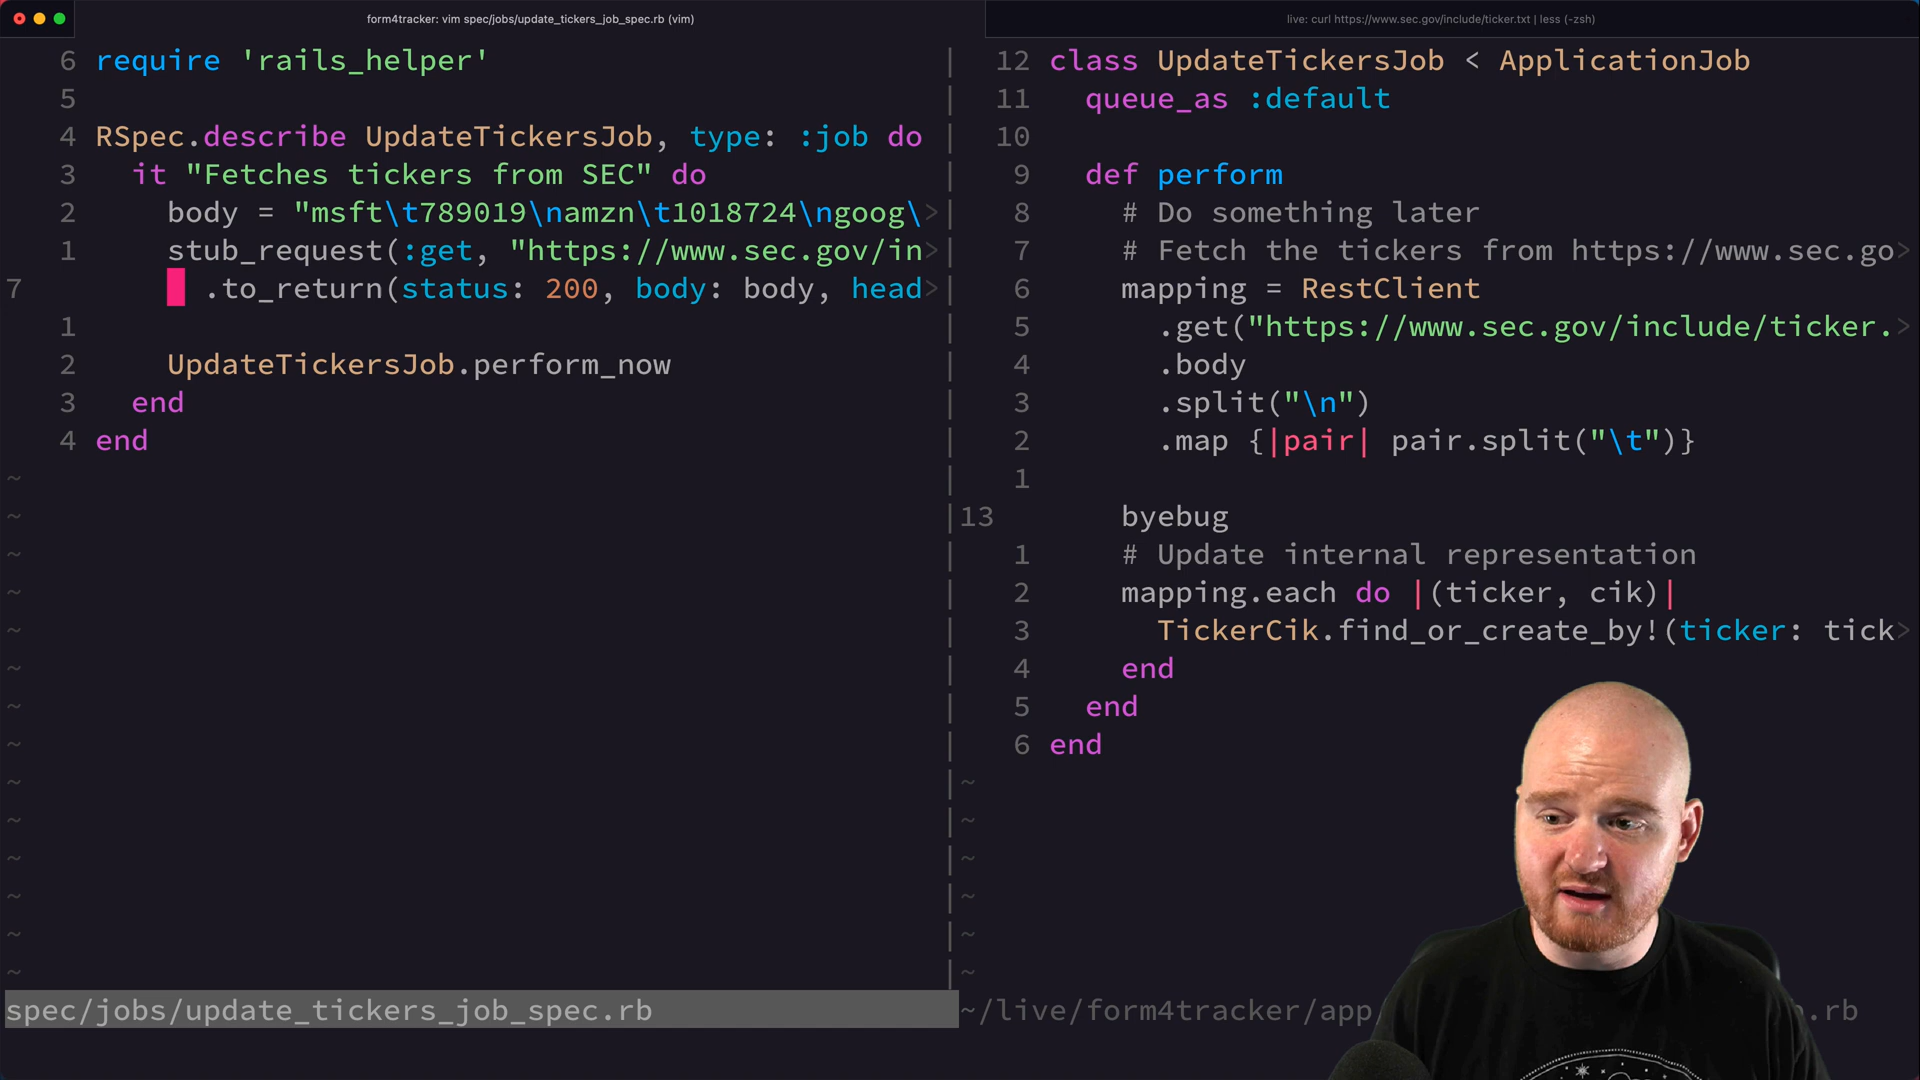 form4tracker: vim spec/jobs/update_tickers_job_spec.rb (vim)
live: curl https://www.sec.gov/include/ticker.txt | less (-zsh)
6 require 'rails_helper'
5
4 RSpec.describe UpdateTickersJob, type: :job do
3 it "Fetches tickers from SEC" do
2 body = "msft\t789019\namzn\t1018724\ngoog\>
1 stub_request(:get, "https://www.sec.gov/in>
7 .to_return(status: 200, body: body, head>
1
2 UpdateTickersJob.perform_now
3 end
4 end
~
~
~
~
~
~
~
~
~
~
~
~
~
~
spec/jobs/update_tickers_job_spec.rb
12 class UpdateTickersJob < ApplicationJob
11 queue_as :default
10
9 def perform
8 # Do something later
7 # Fetch the tickers from https://www.sec.go>
6 mapping = RestClient
5 .get("https://www.sec.gov/include/ticker.>
4 .body
3 .split("\n")
2 .map {|pair| pair.split("\t")}
1
13 byebug
1 # Update internal representation
2 mapping.each do |(ticker, cik)|
3 TickerCik.find_or_create_by!(ticker: tick>
4 end
5 end
6 end
~
~
~
~
~
~
~/live/form4tracker/app .rb